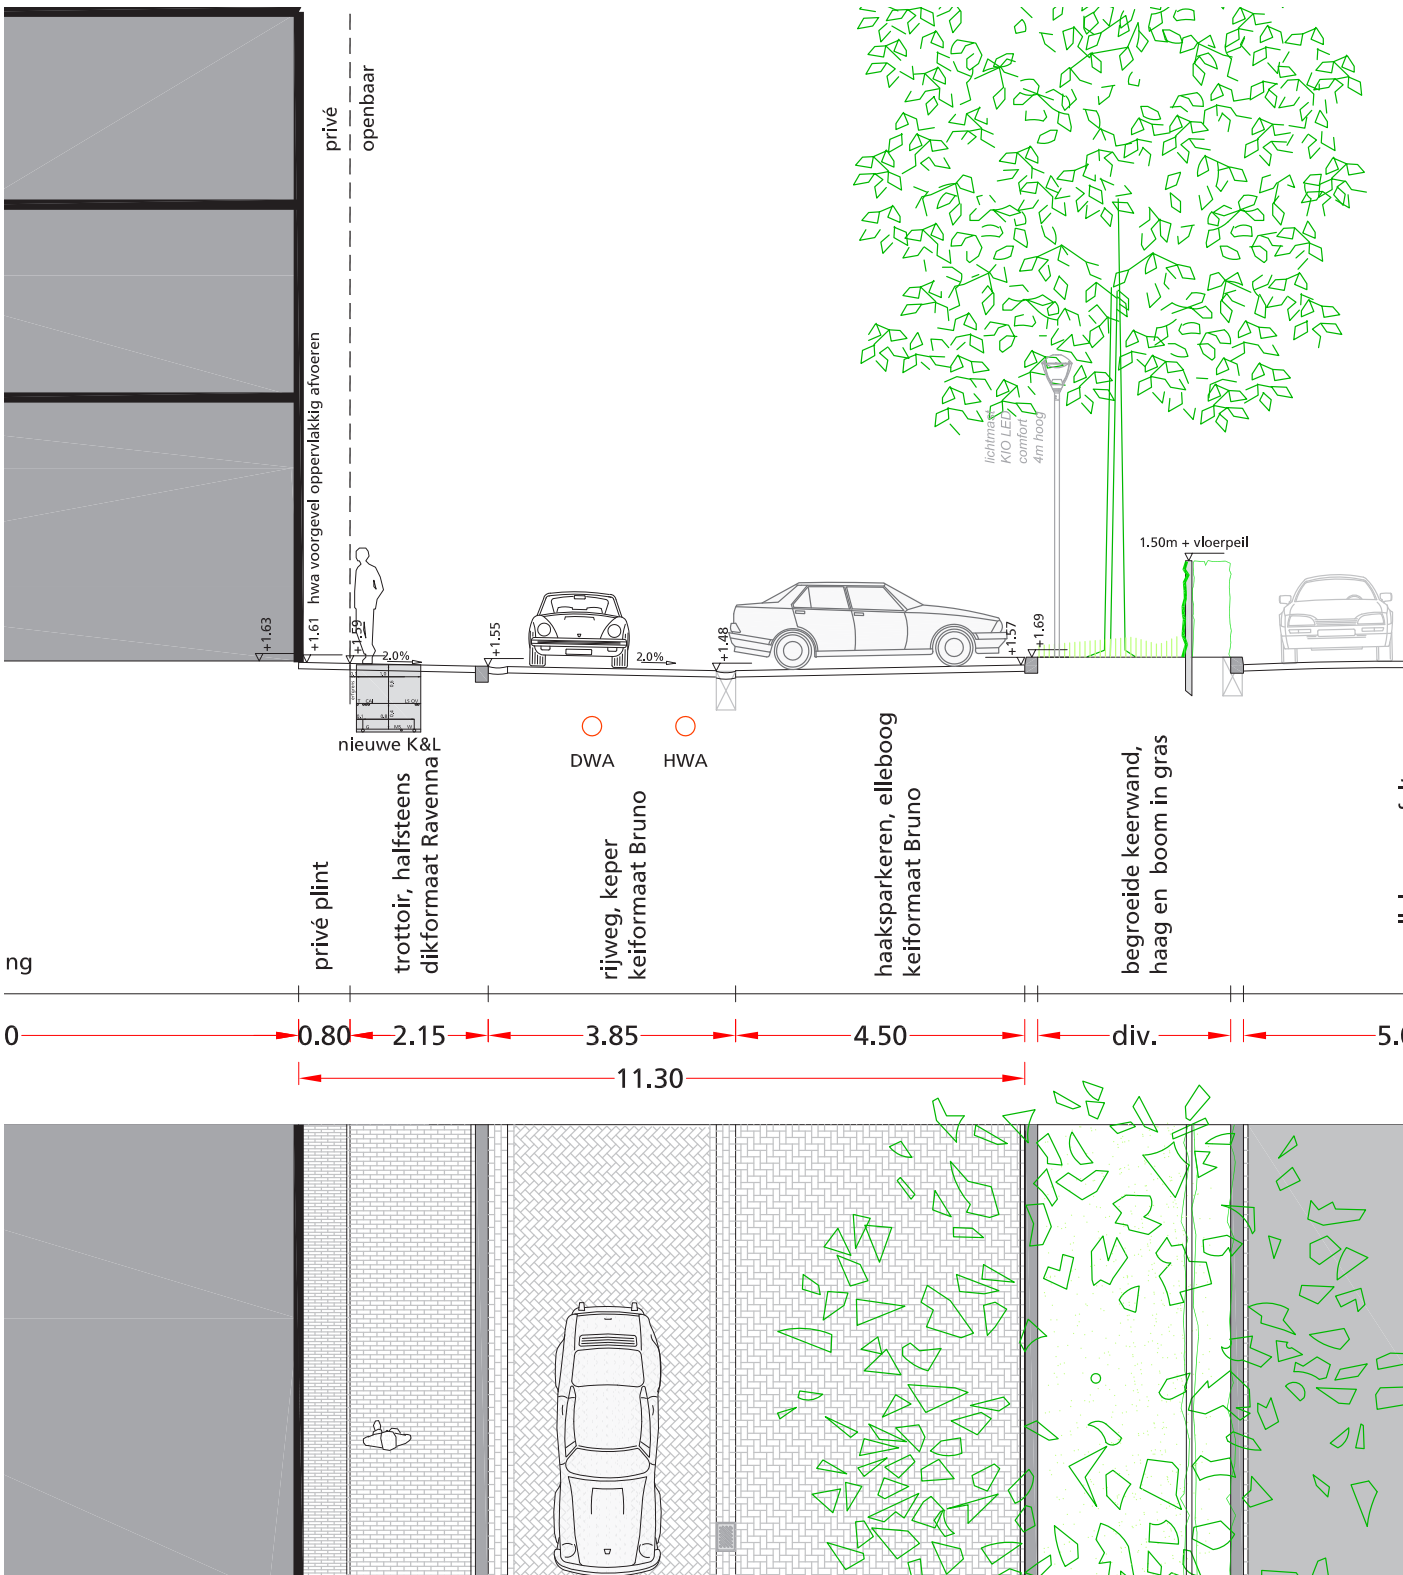 privé
openbaar
hwa voorgevel oppervlakkig afvoeren
lichtmast
KIO LED
comfort
4m hoog
1.50m + vloerpeil
+1.63
+1.61
+1.59
2.0%
+1.55
2.0%
+1.48
+1.57
+1.69
nieuwe K&L
DWA
HWA
privé plint
trottoir, halfsteens
dikformaat Ravenna
rijweg, keper
keiformaat Bruno
haaksparkeren, elleboog
keiformaat Bruno
begroeide keerwand,
haag en boom in gras
ng
0
0.80
2.15
3.85
4.50
div.
5.0
11.30